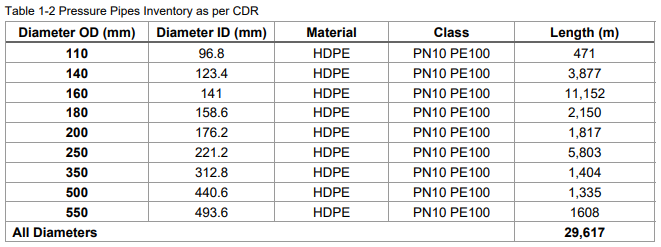 Table 1-2 Pressure Pipes Inventory as per CDR
Diameter OD (mm) Diameter ID (mm) Material Class Length (m)
110 96.8 HDPE PN10 PE100 471
140 123.4 HDPE PN10 PE100 3,877
160 141 HDPE PN10 PE100 11,152
180 158.6 HDPE PN10 PE100 2,150
200 176.2 HDPE PN10 PE100 1,817
250 221.2 HDPE PN10 PE100 5,803
350 312.8 HDPE PN10 PE100 1,404
500 440.6 HDPE PN10 PE100 1,335
550 493.6 HDPE PN10 PE100 1608
All Diameters 29,617